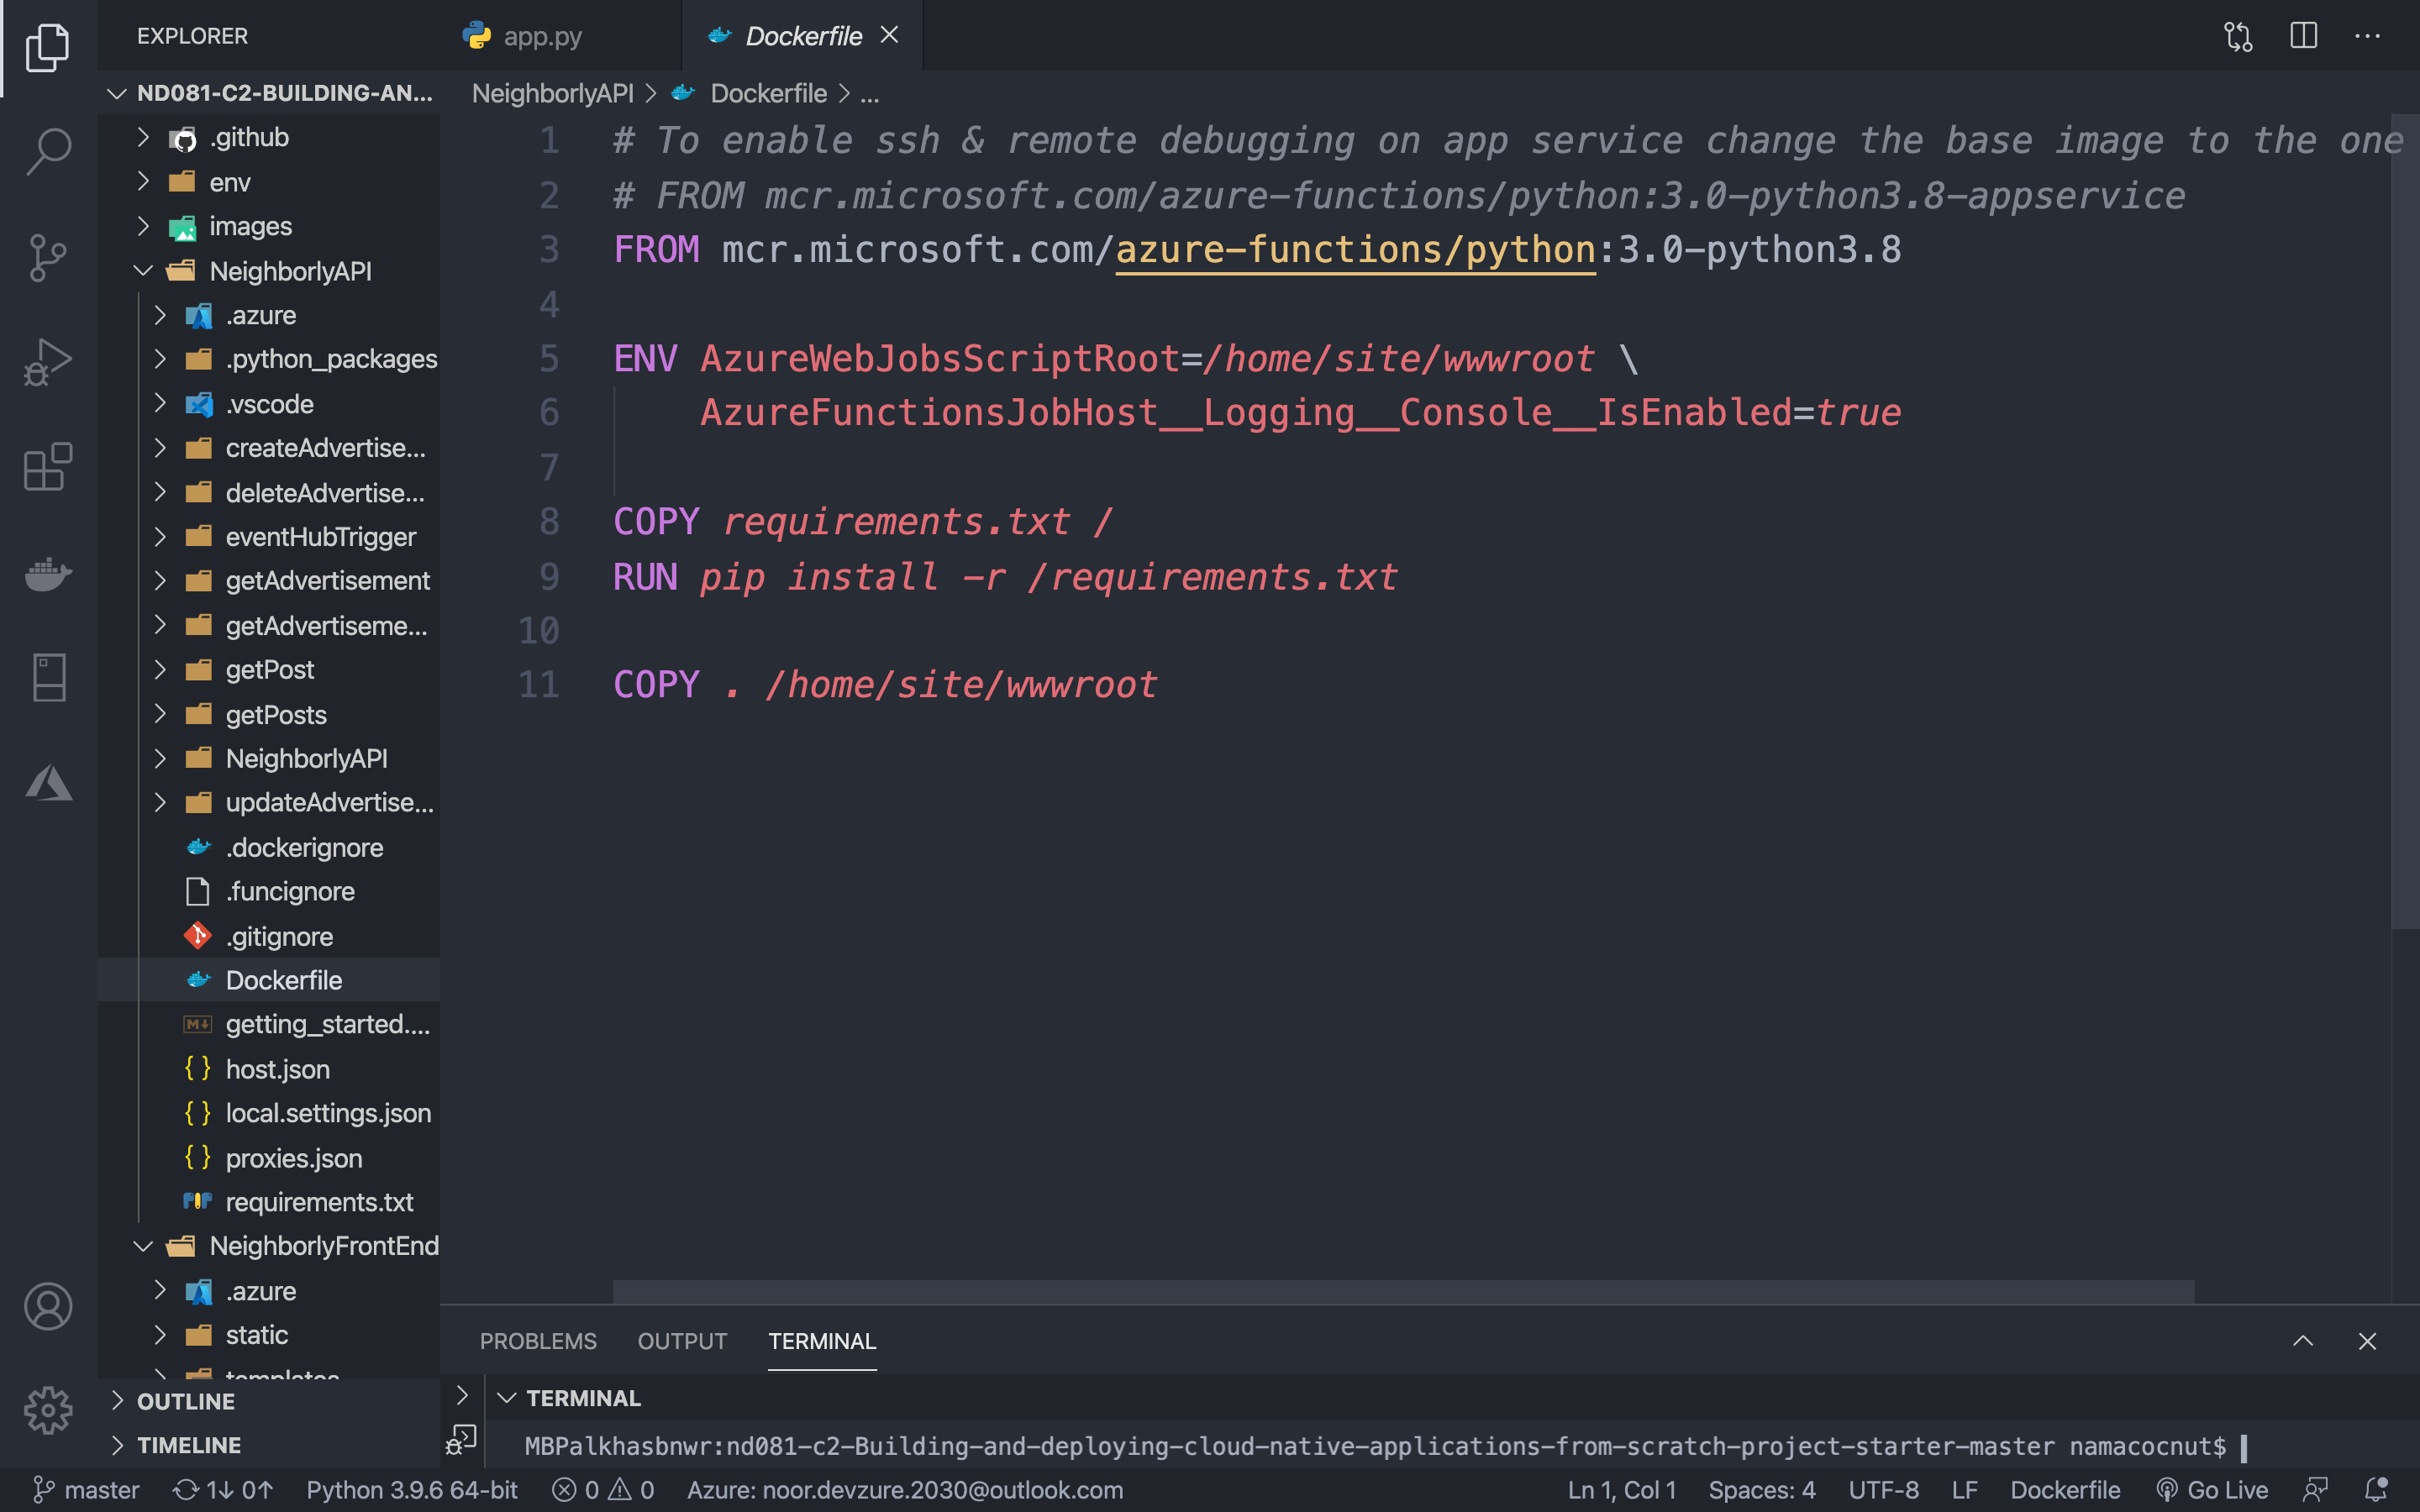 EXPLORER
app.py
Dockerfile
ND081-C2-BUILDING-AN...
NeighborlyAPI > Dockerfile > ...
.github
env
images
NeighborlyAPI
.azure
.python_packages
.vscode
createAdvertise...
deleteAdvertise...
eventHubTrigger
getAdvertisement
getAdvertiseme...
getPost
getPosts
NeighborlyAPI
updateAdvertise...
.dockerignore
.funcignore
.gitignore
Dockerfile
getting_started....
host.json
local.settings.json
proxies.json
requirements.txt
NeighborlyFrontEnd
.azure
static
templates
OUTLINE
TIMELINE
1 # To enable ssh & remote debugging on app service change the base image to the one
2 # FROM mcr.microsoft.com/azure-functions/python:3.0-python3.8-appservice
3 FROM mcr.microsoft.com/azure-functions/python:3.0-python3.8
4
5 ENV AzureWebJobsScriptRoot=/home/site/wwwroot \
6 AzureFunctionsJobHost__Logging__Console__IsEnabled=true
7
8 COPY requirements.txt /
9 RUN pip install -r /requirements.txt
10
11 COPY . /home/site/wwwroot
PROBLEMS OUTPUT TERMINAL
TERMINAL
MBPalkhasbnwr:nd081-c2-Building-and-deploying-cloud-native-applications-from-scratch-project-starter-master namacocnut$
master 1↓ 0↑ Python 3.9.6 64-bit 0 0 Azure: noor.devzure.2030@outlook.com Ln 1, Col 1 Spaces: 4 UTF-8 LF Dockerfile Go Live